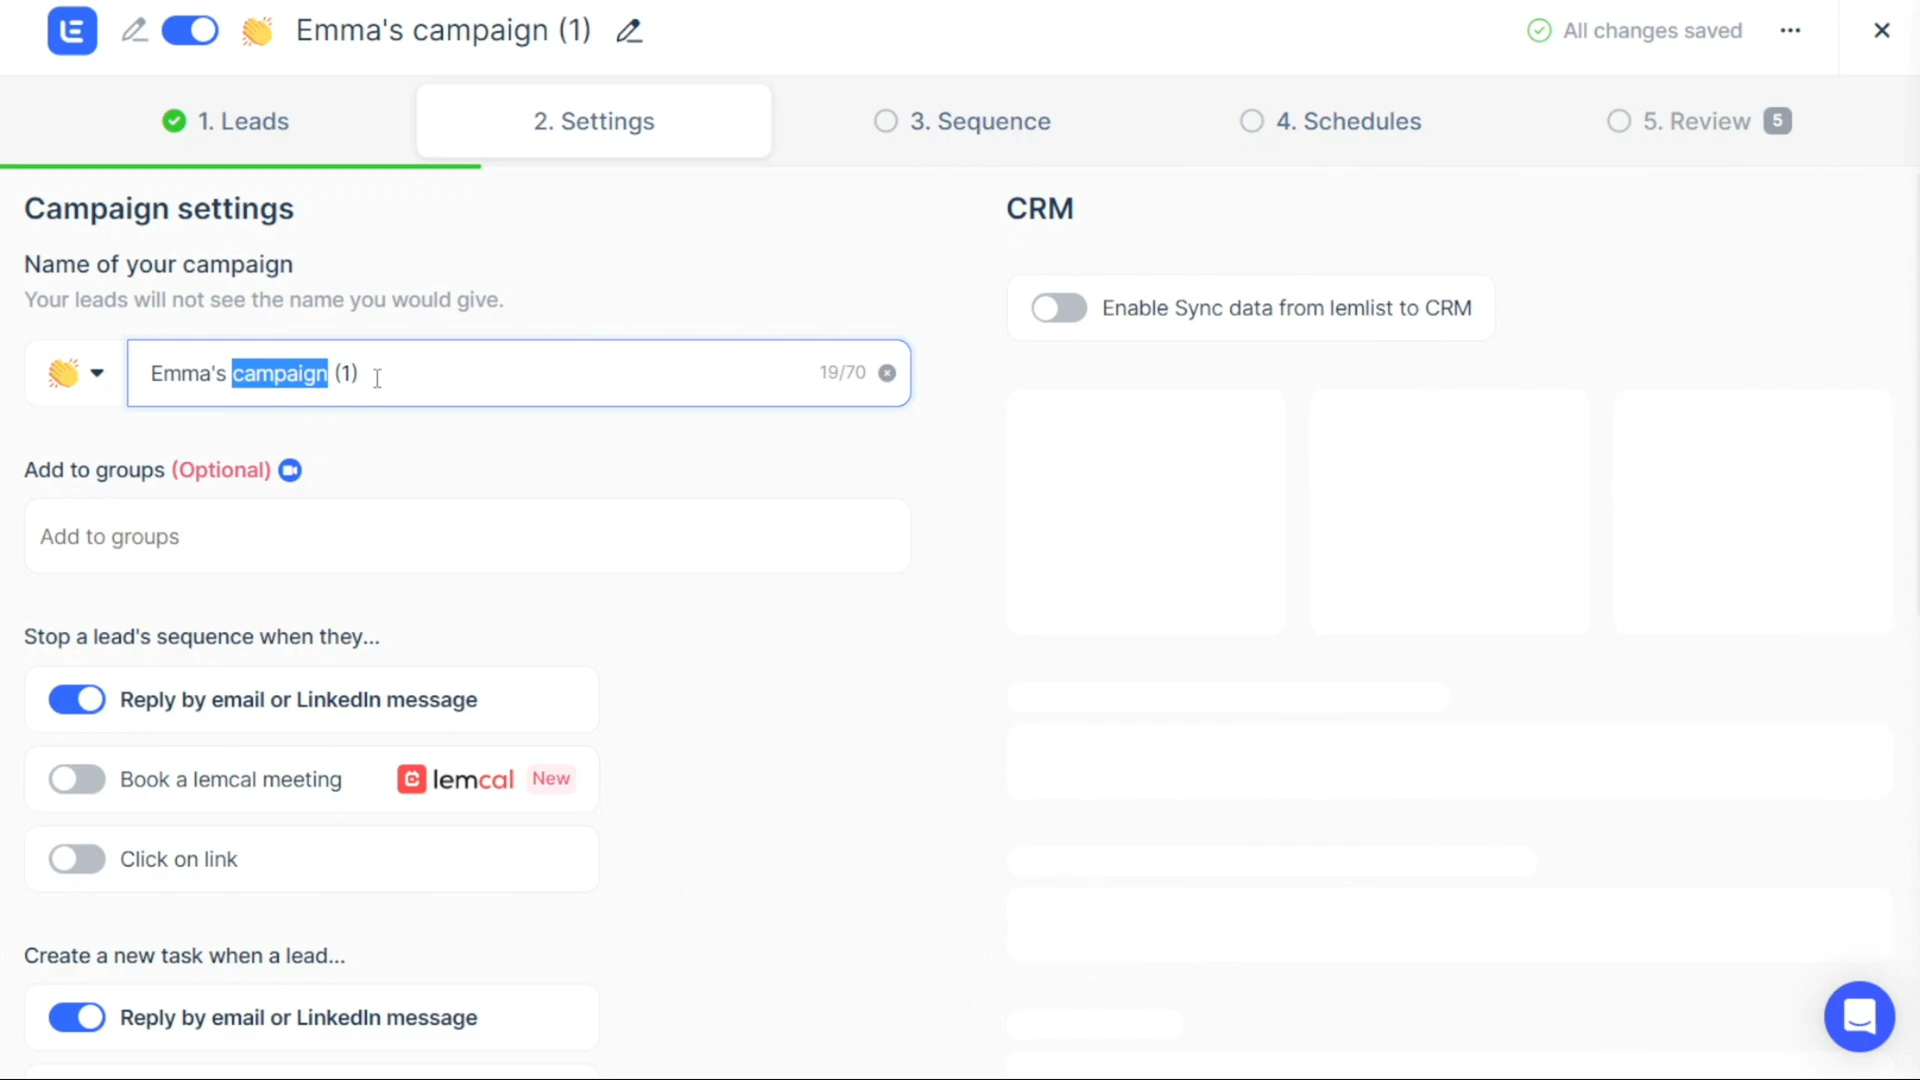 Emma's campaign (1)
All changes saved
1. Leads
2. Settings
3. Sequence
4. Schedules
5. Review 5
Campaign settings
Name of your campaign
Your leads will not see the name you would give.
Emma's campaign (1)
19/70
Add to groups (Optional)
Add to groups
Stop a lead's sequence when they...
Reply by email or LinkedIn message
Book a lemcal meeting
lemcal New
Click on link
Create a new task when a lead...
Reply by email or LinkedIn message
CRM
Enable Sync data from lemlist to CRM